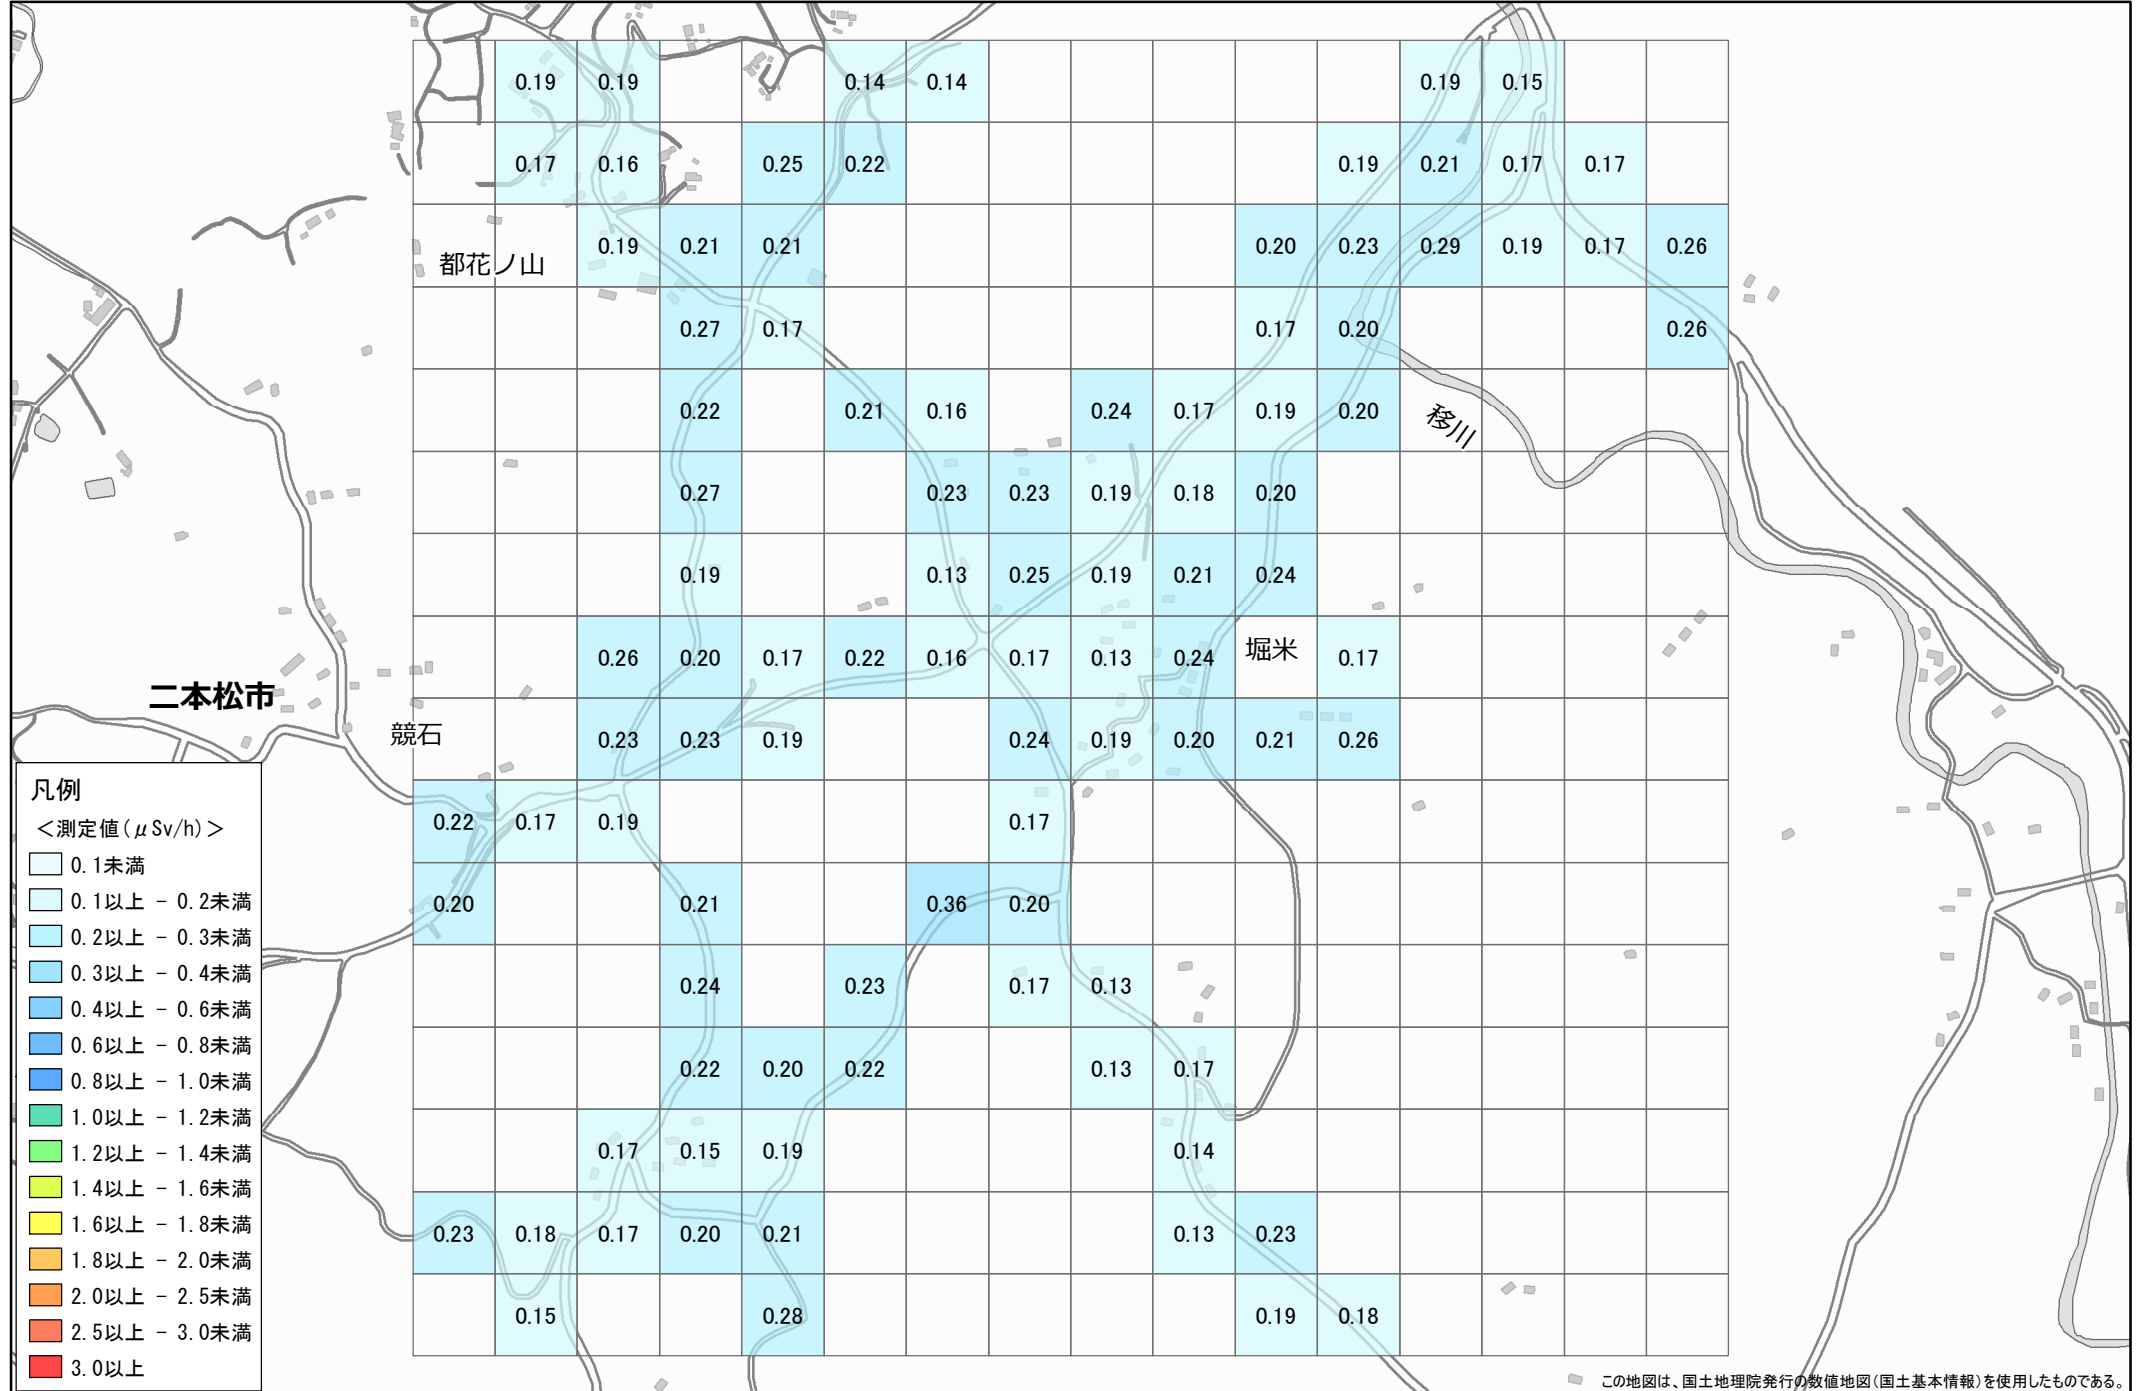 0.19 0.19 0.14 0.14 0.19 0.15
0.17 0.16 0.25 0.22 0.19 0.21 0.17 0.17
0.19 0.21 0.21 0.20 0.23 0.29 0.19 0.17 0.26
都花ノ山
0.27 0.17 0.17 0.20 0.26
0.22 0.21 0.16 0.24 0.17 0.19 0.20
移川
0.27 0.23 0.23 0.19 0.18 0.20
0.19 0.13 0.25 0.19 0.21 0.24
0.26 0.20 0.17 0.22 0.16 0.17 0.13 0.24 堀米 0.17
二本松市
競石
0.23 0.23 0.19 0.24 0.19 0.20 0.21 0.26
0.22 0.17 0.19 0.17
0.20 0.21 0.36 0.20
0.24 0.23 0.17 0.13
0.22 0.20 0.22 0.13 0.17
0.17 0.15 0.19 0.14
0.23 0.18 0.17 0.20 0.21 0.13 0.23
0.15 0.28 0.19 0.18
凡例
＜測定値(μSv/h)＞
0.1未満
0.1以上 － 0.2未満
0.2以上 － 0.3未満
0.3以上 － 0.4未満
0.4以上 － 0.6未満
0.6以上 － 0.8未満
0.8以上 － 1.0未満
1.0以上 － 1.2未満
1.2以上 － 1.4未満
1.4以上 － 1.6未満
1.6以上 － 1.8未満
1.8以上 － 2.0未満
2.0以上 － 2.5未満
2.5以上 － 3.0未満
3.0以上
この地図は、国土地理院発行の数値地図(国土基本情報)を使用したものである。